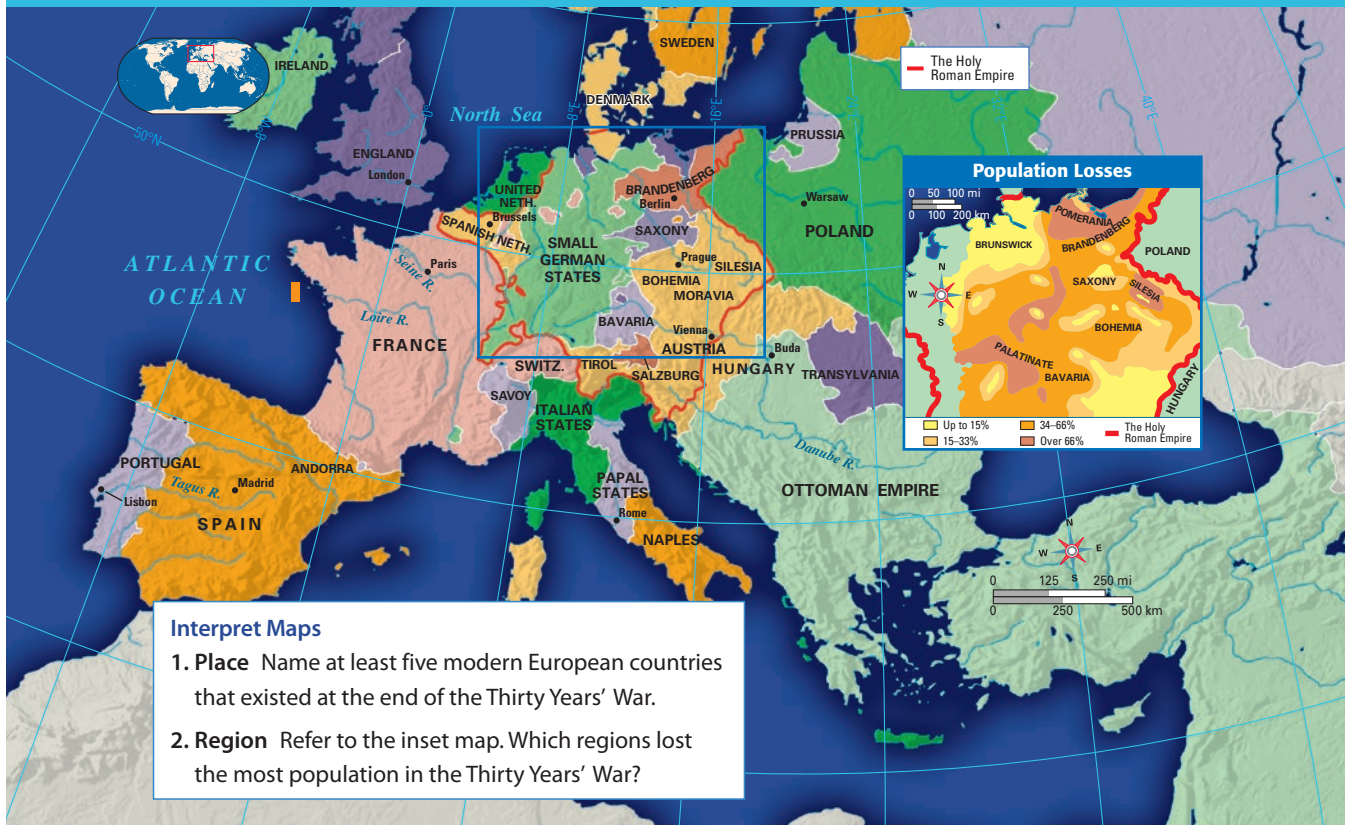 IRELAND
SWEDEN
The Holy
Roman Empire
DENMARK
North Sea
50°N
8°W
0°
8°E
16°E
40°E
PRUSSIA
ENGLAND
London
UNITED
NETH.
BRANDENBERG
Berlin
Warsaw
Brussels
SPANISH NETH.
SAXONY
POLAND
SMALL
GERMAN
STATES
Prague
SILESIA
BOHEMIA
MORAVIA
ATLANTIC
OCEAN
Seine R.
Paris
Loire R.
FRANCE
BAVARIA
Vienna
AUSTRIA
Buda
SWITZ.
TIROL
SALZBURG
HUNGARY
TRANSYLVANIA
SAVOY
ITALIAN
STATES
PORTUGAL
ANDORRA
Tagus R.
Madrid
Lisbon
SPAIN
PAPAL
STATES
Rome
NAPLES
Danube R.
OTTOMAN EMPIRE
N
W E
S
0 125 250 mi
0 250 500 km
Population Losses
0 50 100 mi
0 100 200 km
POMERANIA
BRANDENBERG
BRUNSWICK
POLAND
N
W E
S
SAXONY
SILESIA
BOHEMIA
PALATINATE
BAVARIA
HUNGARY
Up to 15%
34–66%
15–33%
Over 66%
The Holy
Roman Empire
Interpret Maps
1. Place Name at least five modern European countries
that existed at the end of the Thirty Years’ War.
2. Region Refer to the inset map. Which regions lost
the most population in the Thirty Years’ War?